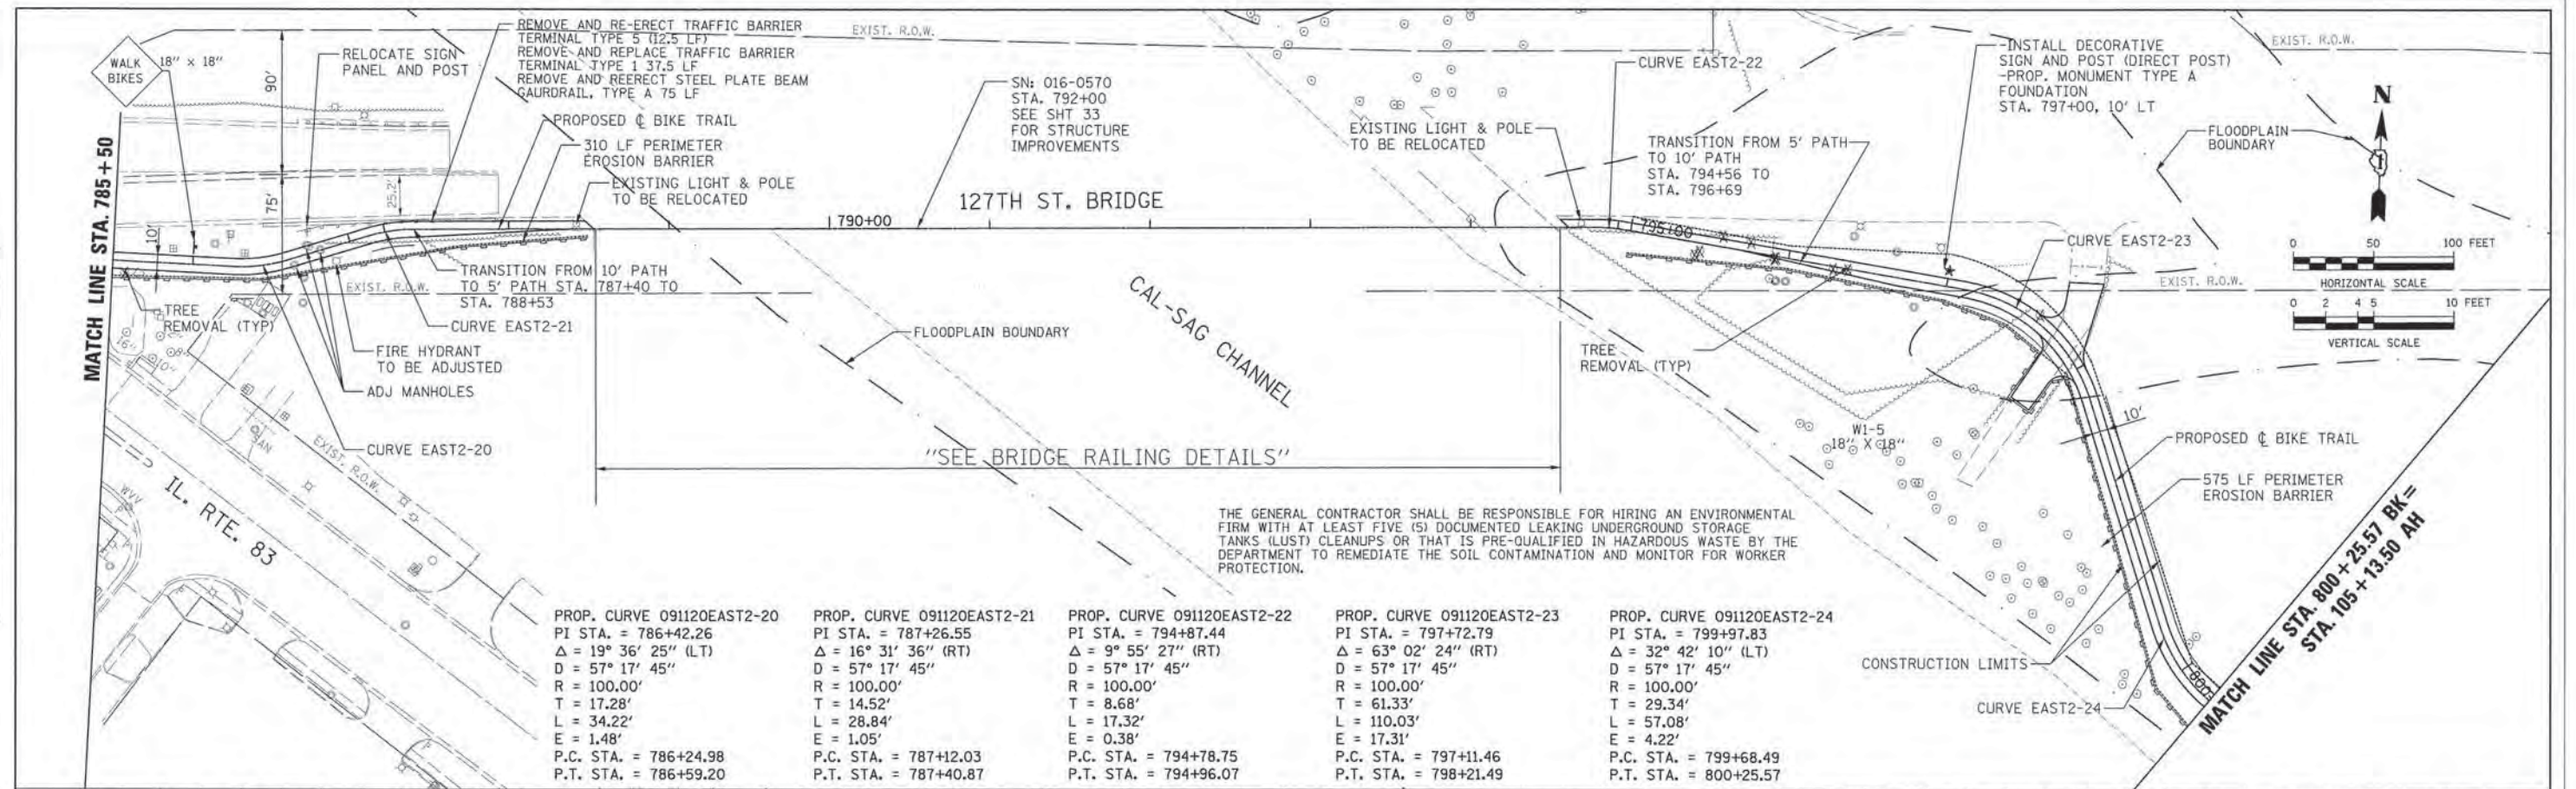 WALK
BIKES
18" × 18"
90'
RELOCATE SIGN
PANEL AND POST
REMOVE AND RE-ERECT TRAFFIC BARRIER
TERMINAL TYPE 5 (12.5 LF)
REMOVE AND REPLACE TRAFFIC BARRIER
TERMINAL TYPE 1 37.5 LF
REMOVE AND REERECT STEEL PLATE BEAM
GAURDRAIL, TYPE A 75 LF
PROPOSED ℄ BIKE TRAIL
310 LF PERIMETER
EROSION BARRIER
EXISTING LIGHT & POLE
TO BE RELOCATED
EXIST. R.O.W.
SN: 016-0570
STA. 792+00
SEE SHT 33
FOR STRUCTURE
IMPROVEMENTS
127TH ST. BRIDGE
790+00
CURVE EAST2-22
EXISTING LIGHT & POLE
TO BE RELOCATED
TRANSITION FROM 5' PATH
TO 10' PATH
STA. 794+56 TO
STA. 796+69
-INSTALL DECORATIVE
SIGN AND POST (DIRECT POST)
-PROP. MONUMENT TYPE A
FOUNDATION
STA. 797+00, 10' LT
EXIST. R.O.W.
FLOODPLAIN
BOUNDARY
N
0 50 100 FEET
HORIZONTAL SCALE
0 2 4 5 10 FEET
VERTICAL SCALE
MATCH LINE STA. 785+50
75'
25.2'
10'
TREE
REMOVAL (TYP)
16"
2"
8"
10"
EXIST. R.O.W.
TRANSITION FROM 10' PATH
TO 5' PATH STA. 787+40 TO
STA. 788+53
CURVE EAST2-21
FIRE HYDRANT
TO BE ADJUSTED
ADJ MANHOLES
CURVE EAST2-20
EXIST. R.O.W.
SAN
WVV
IL. RTE. 83
FLOODPLAIN BOUNDARY
CAL-SAG CHANNEL
"SEE BRIDGE RAILING DETAILS"
795+00
CURVE EAST2-23
EXIST. R.O.W.
TREE
REMOVAL (TYP)
W1-5
18" X 18"
10'
PROPOSED ℄ BIKE TRAIL
575 LF PERIMETER
EROSION BARRIER
CONSTRUCTION LIMITS
CURVE EAST2-24
800
MATCH LINE STA. 800+25.57 BK=
STA. 105+13.50 AH
THE GENERAL CONTRACTOR SHALL BE RESPONSIBLE FOR HIRING AN ENVIRONMENTAL
FIRM WITH AT LEAST FIVE (5) DOCUMENTED LEAKING UNDERGROUND STORAGE
TANKS (LUST) CLEANUPS OR THAT IS PRE-QUALIFIED IN HAZARDOUS WASTE BY THE
DEPARTMENT TO REMEDIATE THE SOIL CONTAMINATION AND MONITOR FOR WORKER
PROTECTION.
PROP. CURVE 091120EAST2-20
PI STA. = 786+42.26
Δ = 19° 36' 25" (LT)
D = 57° 17' 45"
R = 100.00'
T = 17.28'
L = 34.22'
E = 1.48'
P.C. STA. = 786+24.98
P.T. STA. = 786+59.20
PROP. CURVE 091120EAST2-21
PI STA. = 787+26.55
Δ = 16° 31' 36" (RT)
D = 57° 17' 45"
R = 100.00'
T = 14.52'
L = 28.84'
E = 1.05'
P.C. STA. = 787+12.03
P.T. STA. = 787+40.87
PROP. CURVE 091120EAST2-22
PI STA. = 794+87.44
Δ = 9° 55' 27" (RT)
D = 57° 17' 45"
R = 100.00'
T = 8.68'
L = 17.32'
E = 0.38'
P.C. STA. = 794+78.75
P.T. STA. = 794+96.07
PROP. CURVE 091120EAST2-23
PI STA. = 797+72.79
Δ = 63° 02' 24" (RT)
D = 57° 17' 45"
R = 100.00'
T = 61.33'
L = 110.03'
E = 17.31'
P.C. STA. = 797+11.46
P.T. STA. = 798+21.49
PROP. CURVE 091120EAST2-24
PI STA. = 799+97.83
Δ = 32° 42' 10" (LT)
D = 57° 17' 45"
R = 100.00'
T = 29.34'
L = 57.08'
E = 4.22'
P.C. STA. = 799+68.49
P.T. STA. = 800+25.57